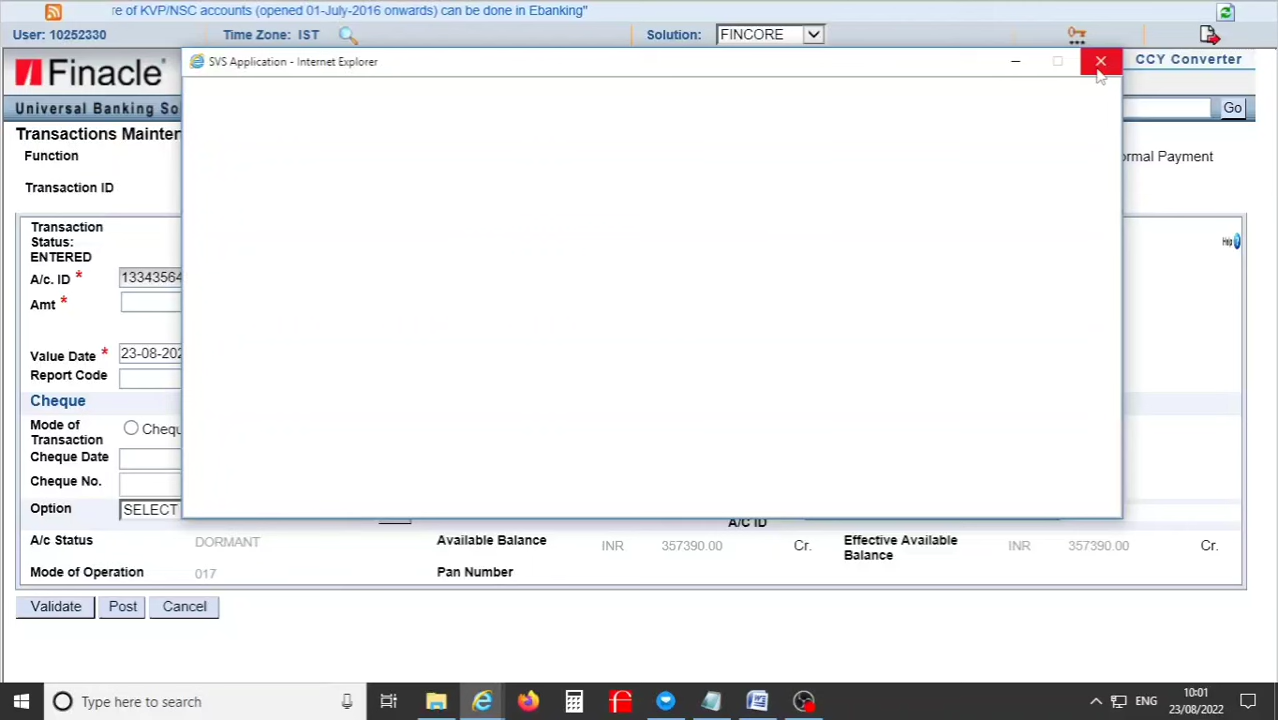 re of KVP/NSC accounts (opened 01-July-2016 onwards) can be done in Ebanking"
User: 10252330 Time Zone: IST Solution: FINCORE
SVS Application - Internet Explorer
Finacle CCY Converter
Universal Banking So Go
Transactions Mainten
Function ormal Payment
Transaction ID
Transaction
Status:
ENTERED Help ?
A/c. ID * 13343564
Amt *
Value Date * 23-08-202
Report Code
Cheque
Mode of
Transaction Chequ
Cheque Date
Cheque No.
Option SELECT
A/C ID
A/c Status DORMANT Available Balance INR 357390.00 Cr. Effective Available
Balance INR 357390.00 Cr.
Mode of Operation 017 Pan Number
Validate Post Cancel
Type here to search ENG 10:01
23/08/2022